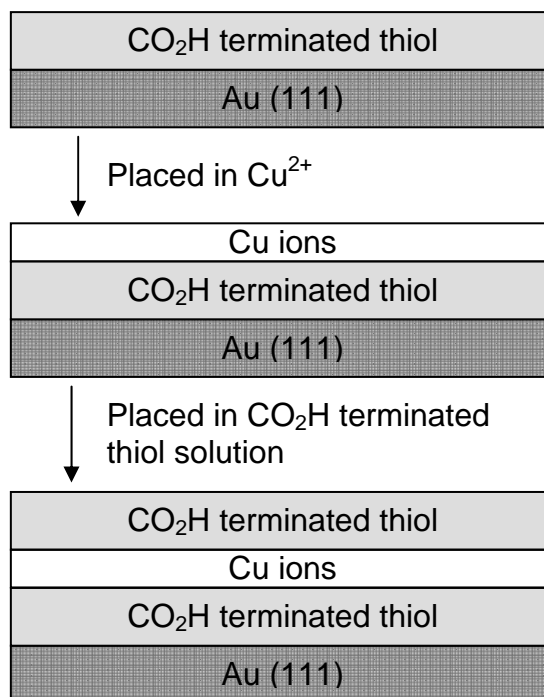 CO₂H terminated thiol
Au (111)
Placed in Cu²⁺
Cu ions
CO₂H terminated thiol
Au (111)
Placed in CO₂H terminated
thiol solution
CO₂H terminated thiol
Cu ions
CO₂H terminated thiol
Au (111)